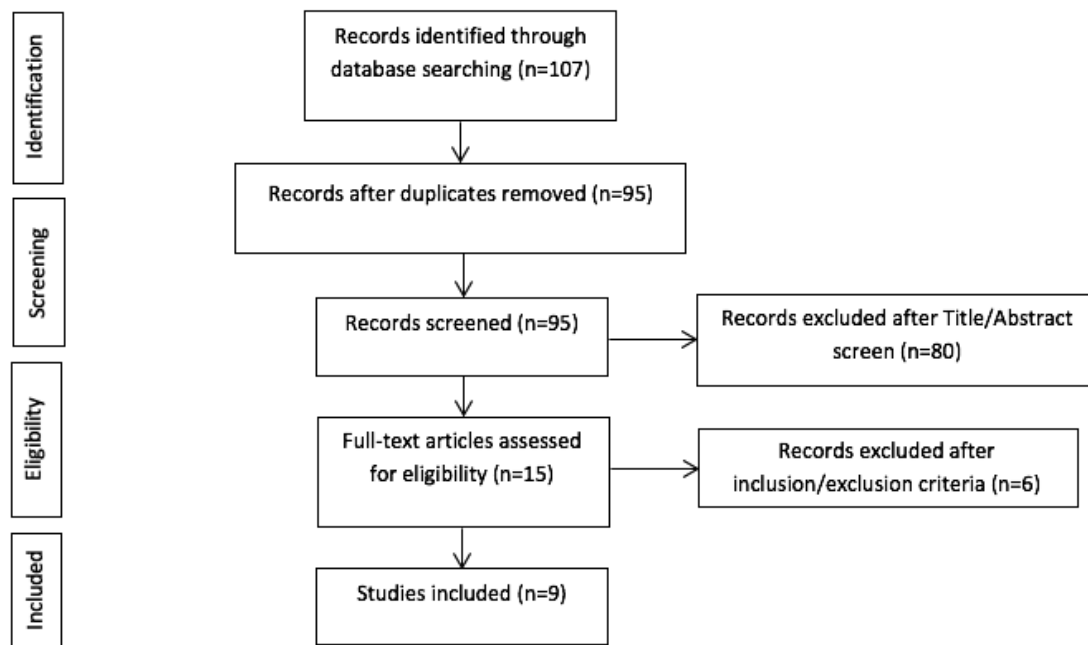 Identification
Records identified through
database searching (n=107)
Records after duplicates removed (n=95)
Screening
Records screened (n=95)
Records excluded after Title/Abstract
screen (n=80)
Eligibility
Full-text articles assessed
for eligibility (n=15)
Records excluded after
inclusion/exclusion criteria (n=6)
Included
Studies included (n=9)